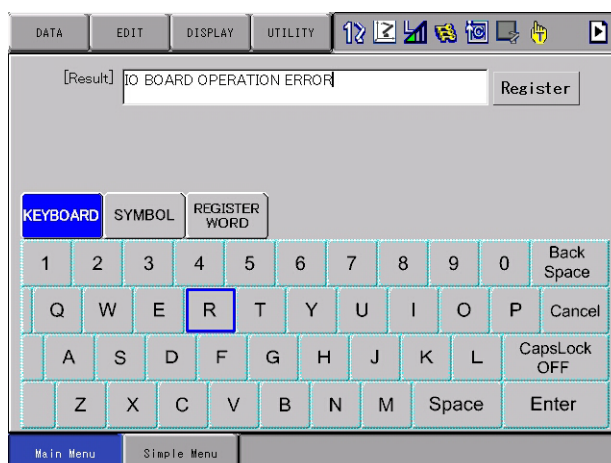 DATA EDIT DISPLAY UTILITY
[Result] IO BOARD OPERATION ERROR Register
KEYBOARD SYMBOL REGISTER WORD
1 2 3 4 5 6 7 8 9 0 Back Space
Q W E R T Y U I O P Cancel
A S D F G H J K L CapsLock OFF
Z X C V B N M Space Enter
Main Menu Simple Menu